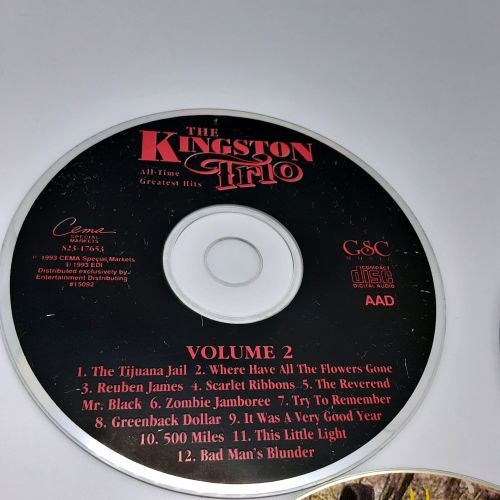 THE
KINGSTON
Trio
All-Time
Greatest Hits
Cema
SPECIAL
MARKETS
S23-17653
℗ 1993 CEMA Special Markets
© 1993 EDI
Distributed exclusively by
Entertainment Distributing
#15092
GSC
MUSIC
COMPACT
DISC
DIGITAL AUDIO
AAD
VOLUME 2
1. The Tijuana Jail 2. Where Have All The Flowers Gone
3. Reuben James 4. Scarlet Ribbons 5. The Reverend
Mr. Black 6. Zombie Jamboree 7. Try To Remember
8. Greenback Dollar 9. It Was A Very Good Year
10. 500 Miles 11. This Little Light
12. Bad Man's Blunder